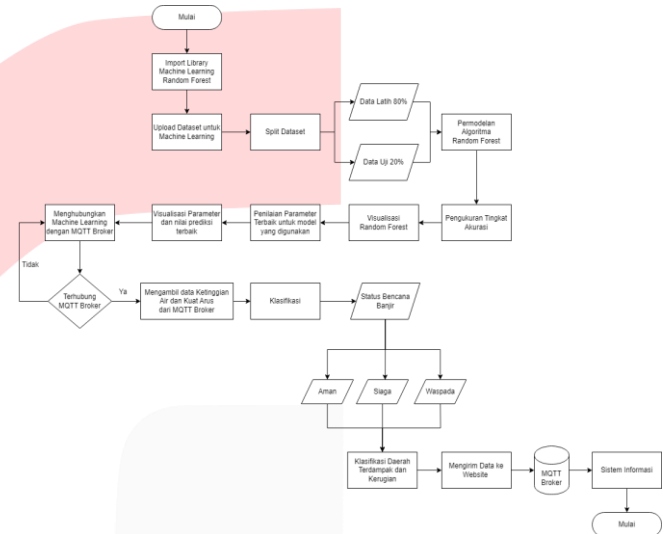 Mulai
Import Library
Machine Learning
Random Forest
Upload Dataset untuk
Machine Learning
Split Dataset
Data Latih 80%
Data Uji 20%
Permodelan
Algoritma
Random Forest
Pengukuran Tingkat
Akurasi
Visualisasi
Random Forest
Penilaian Parameter
Terbaik untuk model
yang digunakan
Visualisasi Parameter
dan nilai prediksi
terbaik
Menghubungkan
Machine Learning
dengan MQTT Broker
Tidak
Terhubung
MQTT Broker
Ya
Mengambil data Ketinggian
Air dan Kuat Arus
dari MQTT Broker
Klasifikasi
Status Bencana
Banjir
Aman
Siaga
Waspada
Klasifikasi Daerah
Terdampak dan
Kerugian
Mengirim Data ke
Website
MQTT
Broker
Sistem Informasi
Mulai